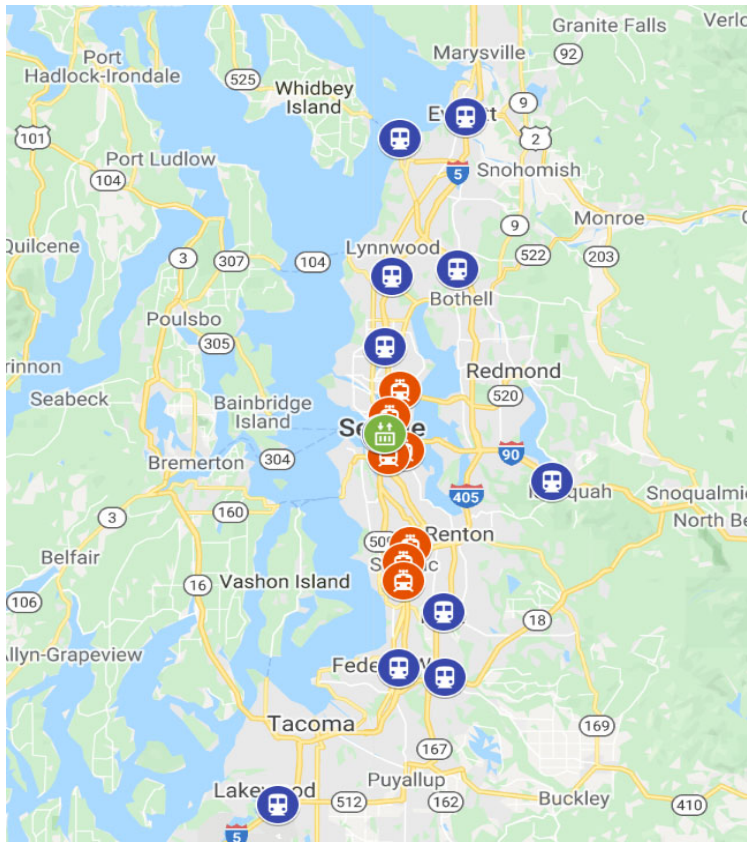 Granite Falls
Verlo
Port
Hadlock-Irondale
Marysville
92
525
Whidbey
Island
9
101
2
Port Ludlow
5
Snohomish
104
9
Monroe
Quilcene
3
307
104
Lynnwood
522
203
Bothell
Poulsbo
305
Redmond
Seabeck
Bainbridge
Island
520
304
90
Bremerton
405
Snoqualmie
160
3
North Be
509
Renton
Belfair
16
Vashon Island
106
18
Allyn-Grapeview
Tacoma
169
167
Puyallup
Lakewood
512
162
Buckley
410
5